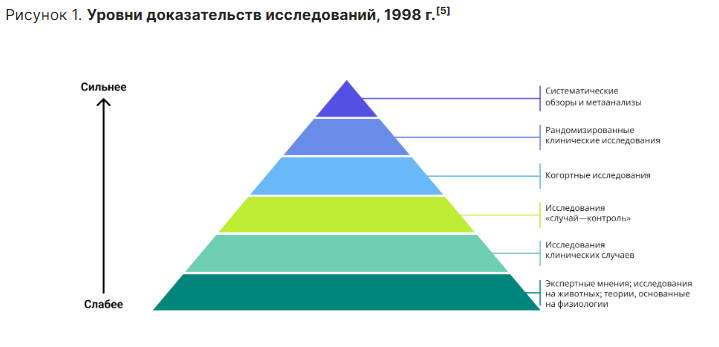 Рисунок 1. Уровни доказательств исследований, 1998 г.[5]
Сильнее
Систематические
обзоры и метаанализы
Рандомизированные
клинические исследования
Когортные исследования
Исследования
«случай—контроль»
Исследования
клинических случаев
Экспертные мнения; исследования
на животных; теории, основанные
на физиологии
Слабее